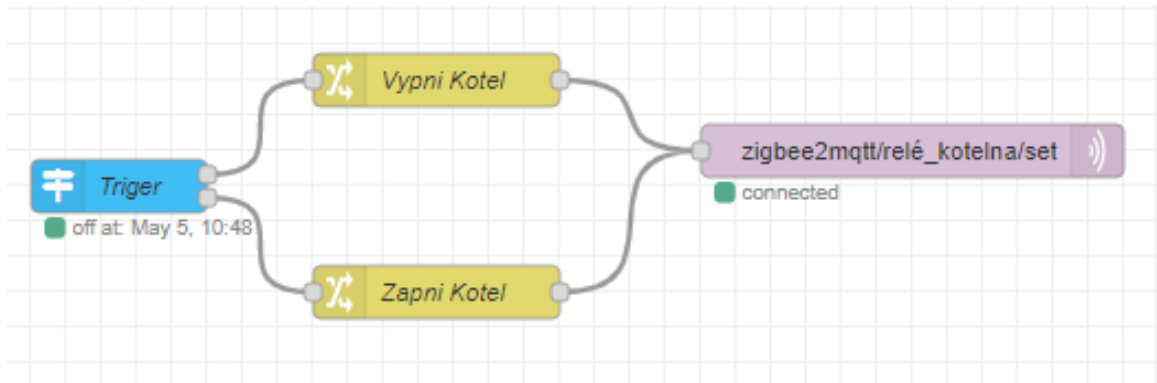 Vypni Kotel
zigbee2mqtt/relé_kotelna/set
connected
Triger
off at: May 5, 10:48
Zapni Kotel